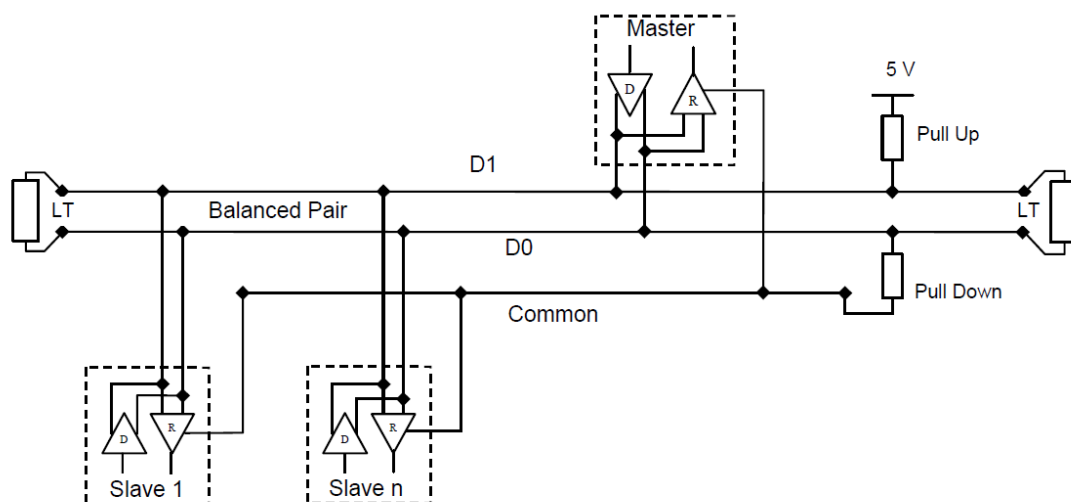 Master
5 V
D
R
Pull Up
D1
LT
Balanced Pair
LT
D0
Pull Down
Common
D
R
D
R
Slave 1
Slave n